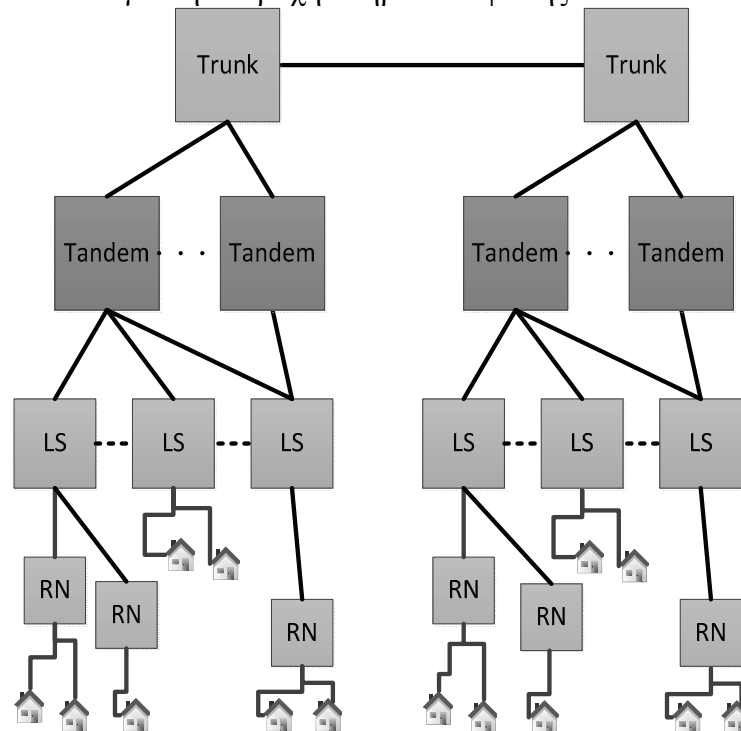 Trunk Trunk
Tandem · · · Tandem Tandem · · · Tandem
LS LS LS LS LS LS
RN RN RN RN
RN RN